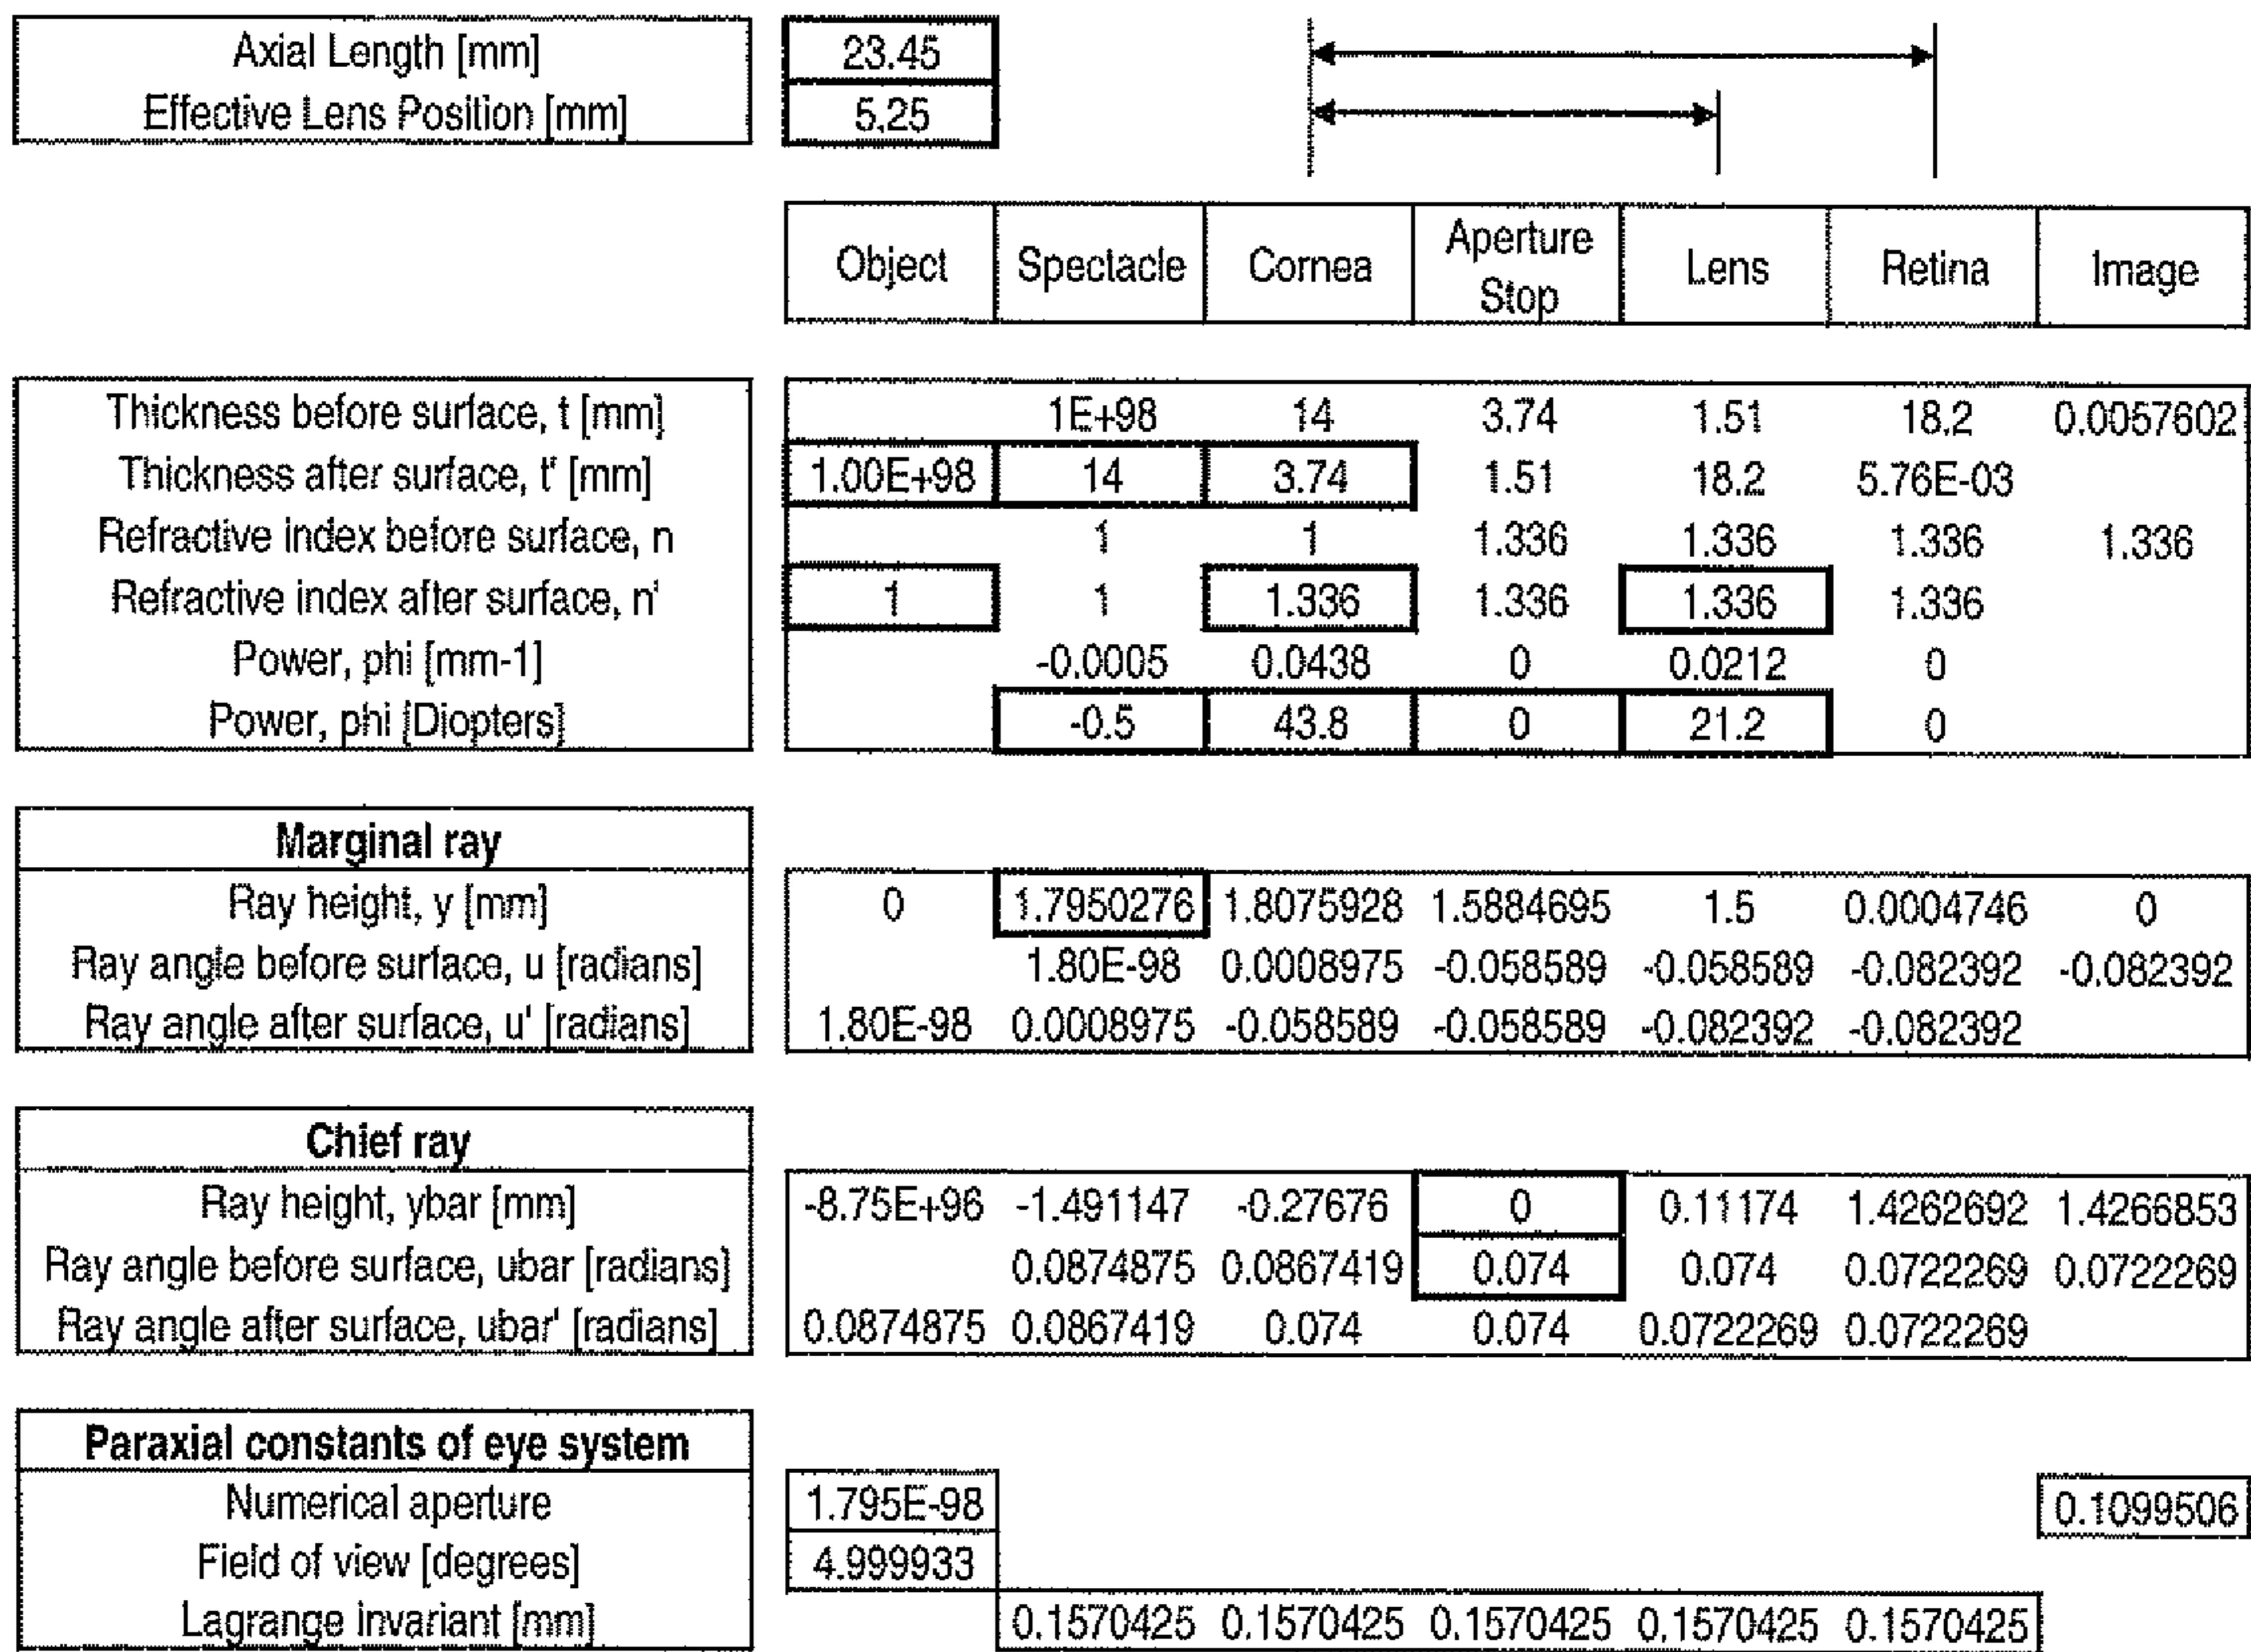 Axial Length [mm] 23.45
Effective Lens Position [mm] 5.25
Object Spectacle Cornea Aperture Stop Lens Retina Image
Thickness before surface, t [mm] 1E+98 14 3.74 1.51 18.2 0.0057602
Thickness after surface, t' [mm] 1.00E+98 14 3.74 1.51 18.2 5.76E-03
Refractive index before surface, n 1 1 1.336 1.336 1.336 1.336
Refractive index after surface, n' 1 1 1.336 1.336 1.336 1.336
Power, phi [mm-1] -0.0005 0.0438 0 0.0212 0
Power, phi [Diopters] -0.5 43.8 0 21.2 0
Marginal ray
Ray height, y [mm] 0 1.7950276 1.8075928 1.5884695 1.5 0.0004746 0
Ray angle before surface, u [radians] 1.80E-98 0.0008975 -0.058589 -0.058589 -0.082392 -0.082392
Ray angle after surface, u' [radians] 1.80E-98 0.0008975 -0.058589 -0.058589 -0.082392 -0.082392
Chief ray
Ray height, ybar [mm] -8.75E+96 -1.491147 -0.27676 0 0.11174 1.4262692 1.4266853
Ray angle before surface, ubar [radians] 0.0874875 0.0867419 0.074 0.074 0.0722269 0.0722269
Ray angle after surface, ubar' [radians] 0.0874875 0.0867419 0.074 0.074 0.0722269 0.0722269
Paraxial constants of eye system
Numerical aperture 1.795E-98 0.1099506
Field of view [degrees] 4.999933
Lagrange invariant [mm] 0.1570425 0.1570425 0.1570425 0.1570425 0.1570425